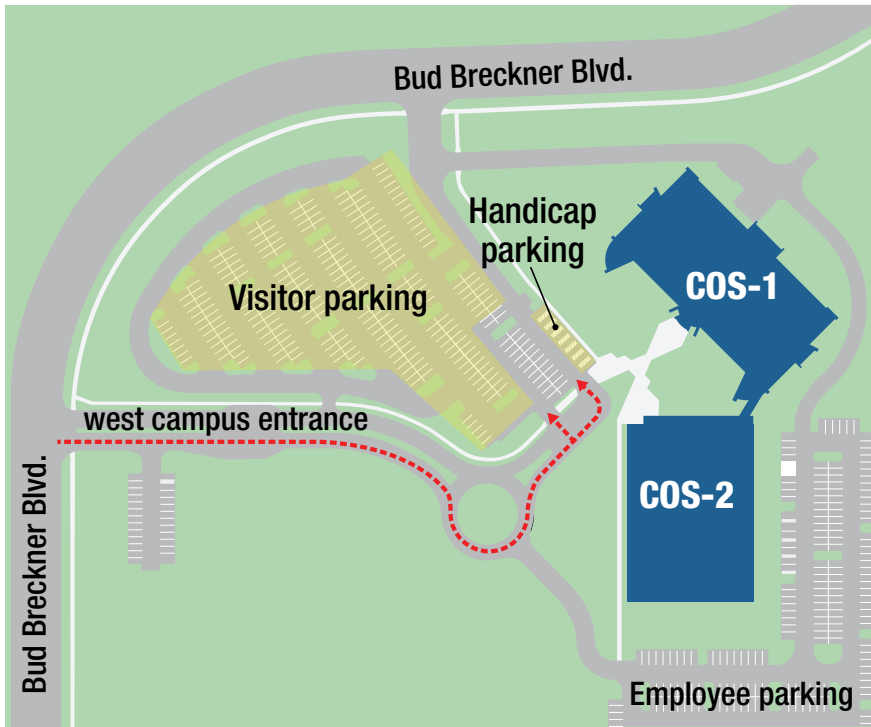 Bud Breckner Blvd.
Handicap
parking
COS-1
Visitor parking
west campus entrance
COS-2
Bud Breckner Blvd.
Employee parking